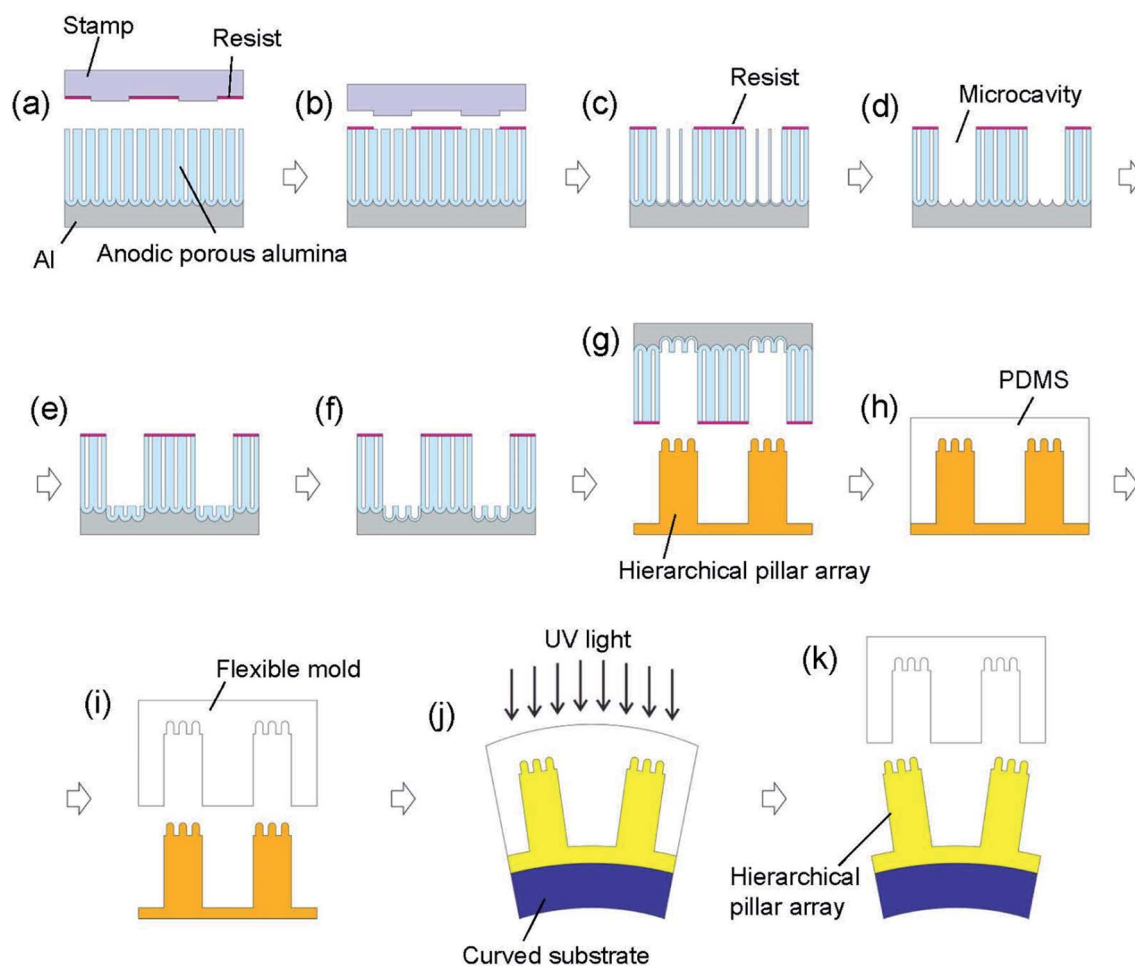 Stamp
Resist
(a)
(b)
(c)
Resist
(d)
Microcavity
Al
Anodic porous alumina
(e)
(f)
(g)
Hierarchical pillar array
(h)
PDMS
(i)
Flexible mold
(j)
UV light
Curved substrate
(k)
Hierarchical
pillar array